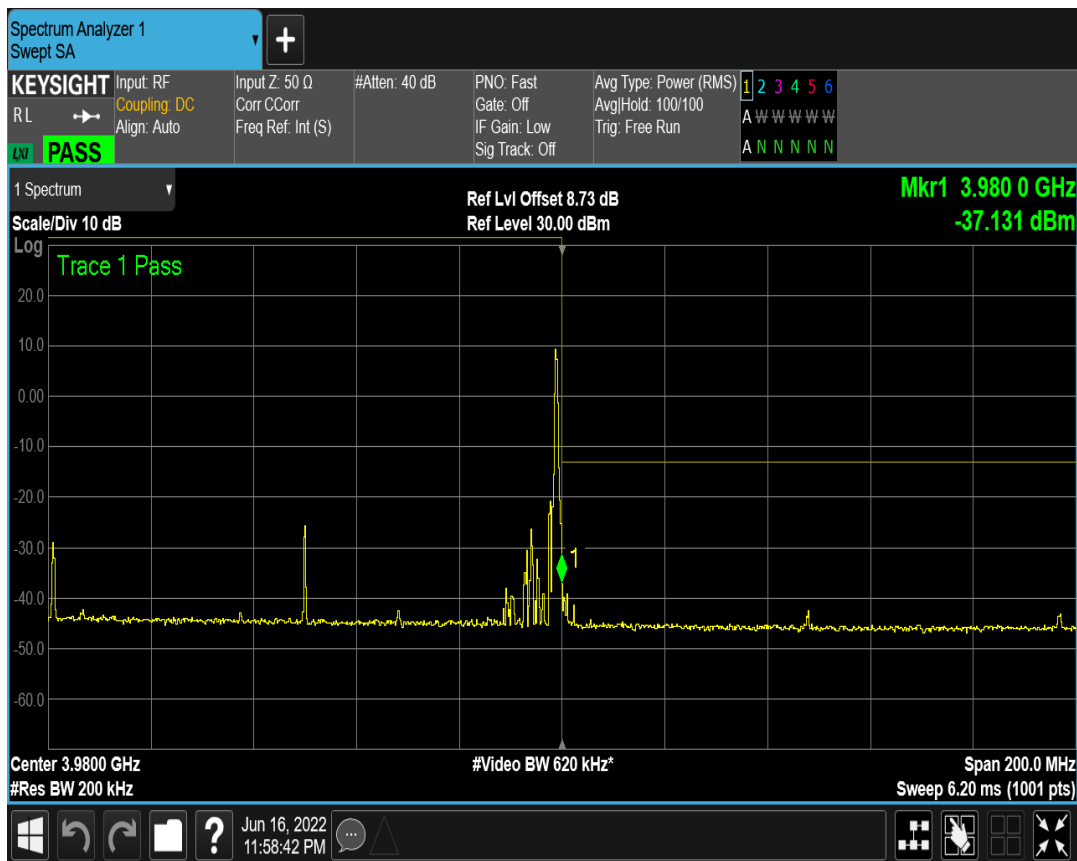 Spectrum Analyzer 1
Swept SA
+
KEYSIGHT
RL
LXI PASS
Input: RF
Coupling: DC
Align: Auto
Input Z: 50 Ω
Corr CCorr
Freq Ref: Int (S)
#Atten: 40 dB
PNO: Fast
Gate: Off
IF Gain: Low
Sig Track: Off
Avg Type: Power (RMS)
Avg|Hold: 100/100
Trig: Free Run
1 2 3 4 5 6
A W W W W W
A N N N N N
1 Spectrum
Scale/Div 10 dB
Ref Lvl Offset 8.73 dB
Ref Level 30.00 dBm
Mkr1 3.980 0 GHz
-37.131 dBm
Log
Trace 1 Pass
20.0
10.0
0.00
-10.0
-20.0
-30.0
1
-40.0
-50.0
-60.0
Center 3.9800 GHz
#Res BW 200 kHz
#Video BW 620 kHz*
Span 200.0 MHz
Sweep 6.20 ms (1001 pts)
?
Jun 16, 2022
11:58:42 PM